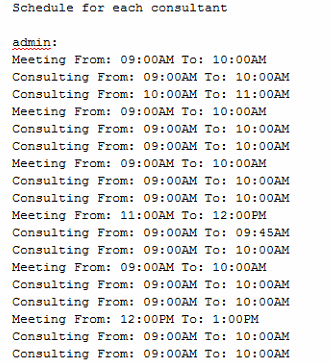 Schedule for each consultant
admin:
Meeting From: 09:00AM To: 10:00AM
Consulting From: 09:00AM To: 10:00AM
Consulting From: 10:00AM To: 11:00AM
Meeting From: 09:00AM To: 10:00AM
Consulting From: 09:00AM To: 10:00AM
Consulting From: 09:00AM To: 10:00AM
Meeting From: 09:00AM To: 10:00AM
Consulting From: 09:00AM To: 10:00AM
Consulting From: 09:00AM To: 10:00AM
Meeting From: 11:00AM To: 12:00PM
Consulting From: 09:00AM To: 09:45AM
Consulting From: 09:00AM To: 10:00AM
Meeting From: 09:00AM To: 10:00AM
Consulting From: 09:00AM To: 10:00AM
Consulting From: 09:00AM To: 10:00AM
Meeting From: 12:00PM To: 1:00PM
Consulting From: 09:00AM To: 10:00AM
Consulting From: 09:00AM To: 10:00AM